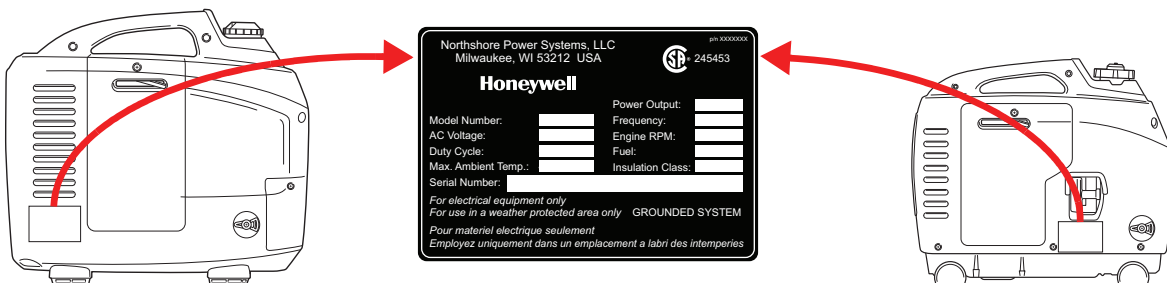 p/n XXXXXXX
Northshore Power Systems, LLC
Milwaukee, WI 53212 USA
SA ® 245453
Honeywell
Power Output:
Model Number: Frequency:
AC Voltage: Engine RPM:
Duty Cycle: Fuel:
Max. Ambient Temp.: Insulation Class:
Serial Number:
For electrical equipment only
For use in a weather protected area only GROUNDED SYSTEM
Pour materiel electrique seulement
Employez uniquement dans un emplacement a labri des intemperies